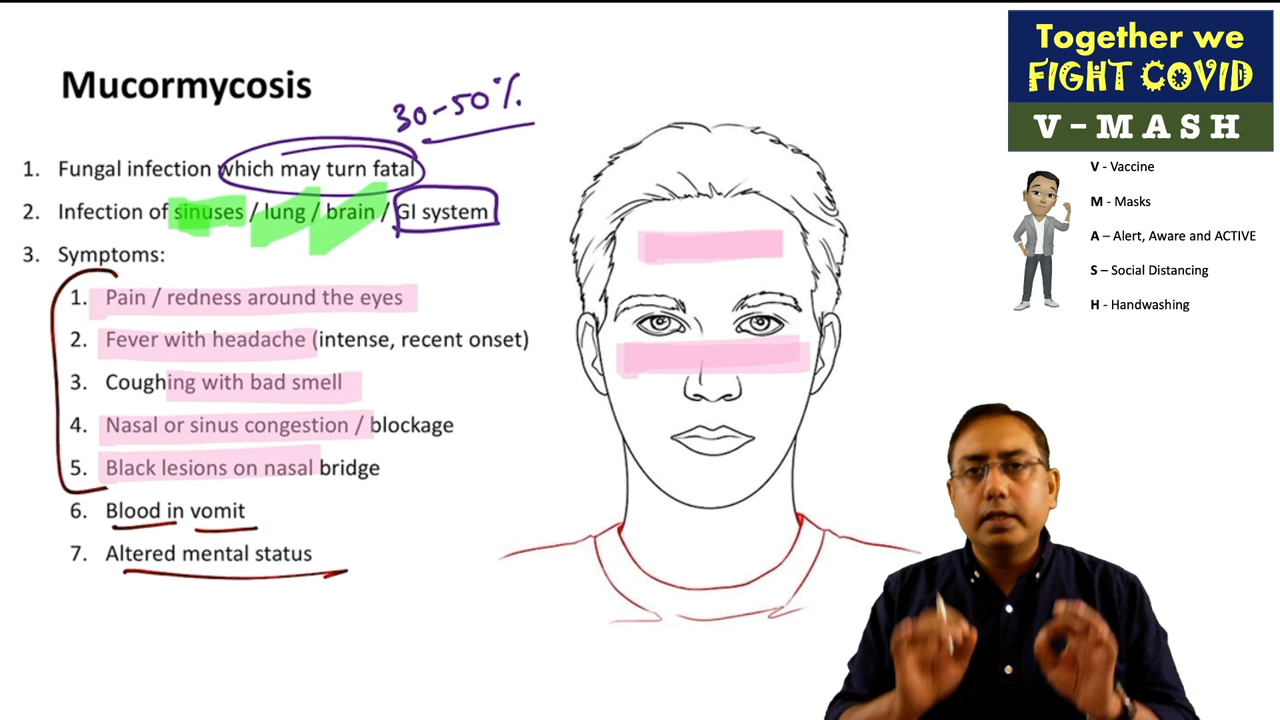 Mucormycosis
30-50%
1. Fungal infection which may turn fatal
2. Infection of sinuses / lung / brain / GI system
3. Symptoms:
1. Pain / redness around the eyes
2. Fever with headache (intense, recent onset)
3. Coughing with bad smell
4. Nasal or sinus congestion / blockage
5. Black lesions on nasal bridge
6. Blood in vomit
7. Altered mental status
Together we
FIGHT COVID
V - M A S H
V - Vaccine
M - Masks
A – Alert, Aware and ACTIVE
S – Social Distancing
H - Handwashing